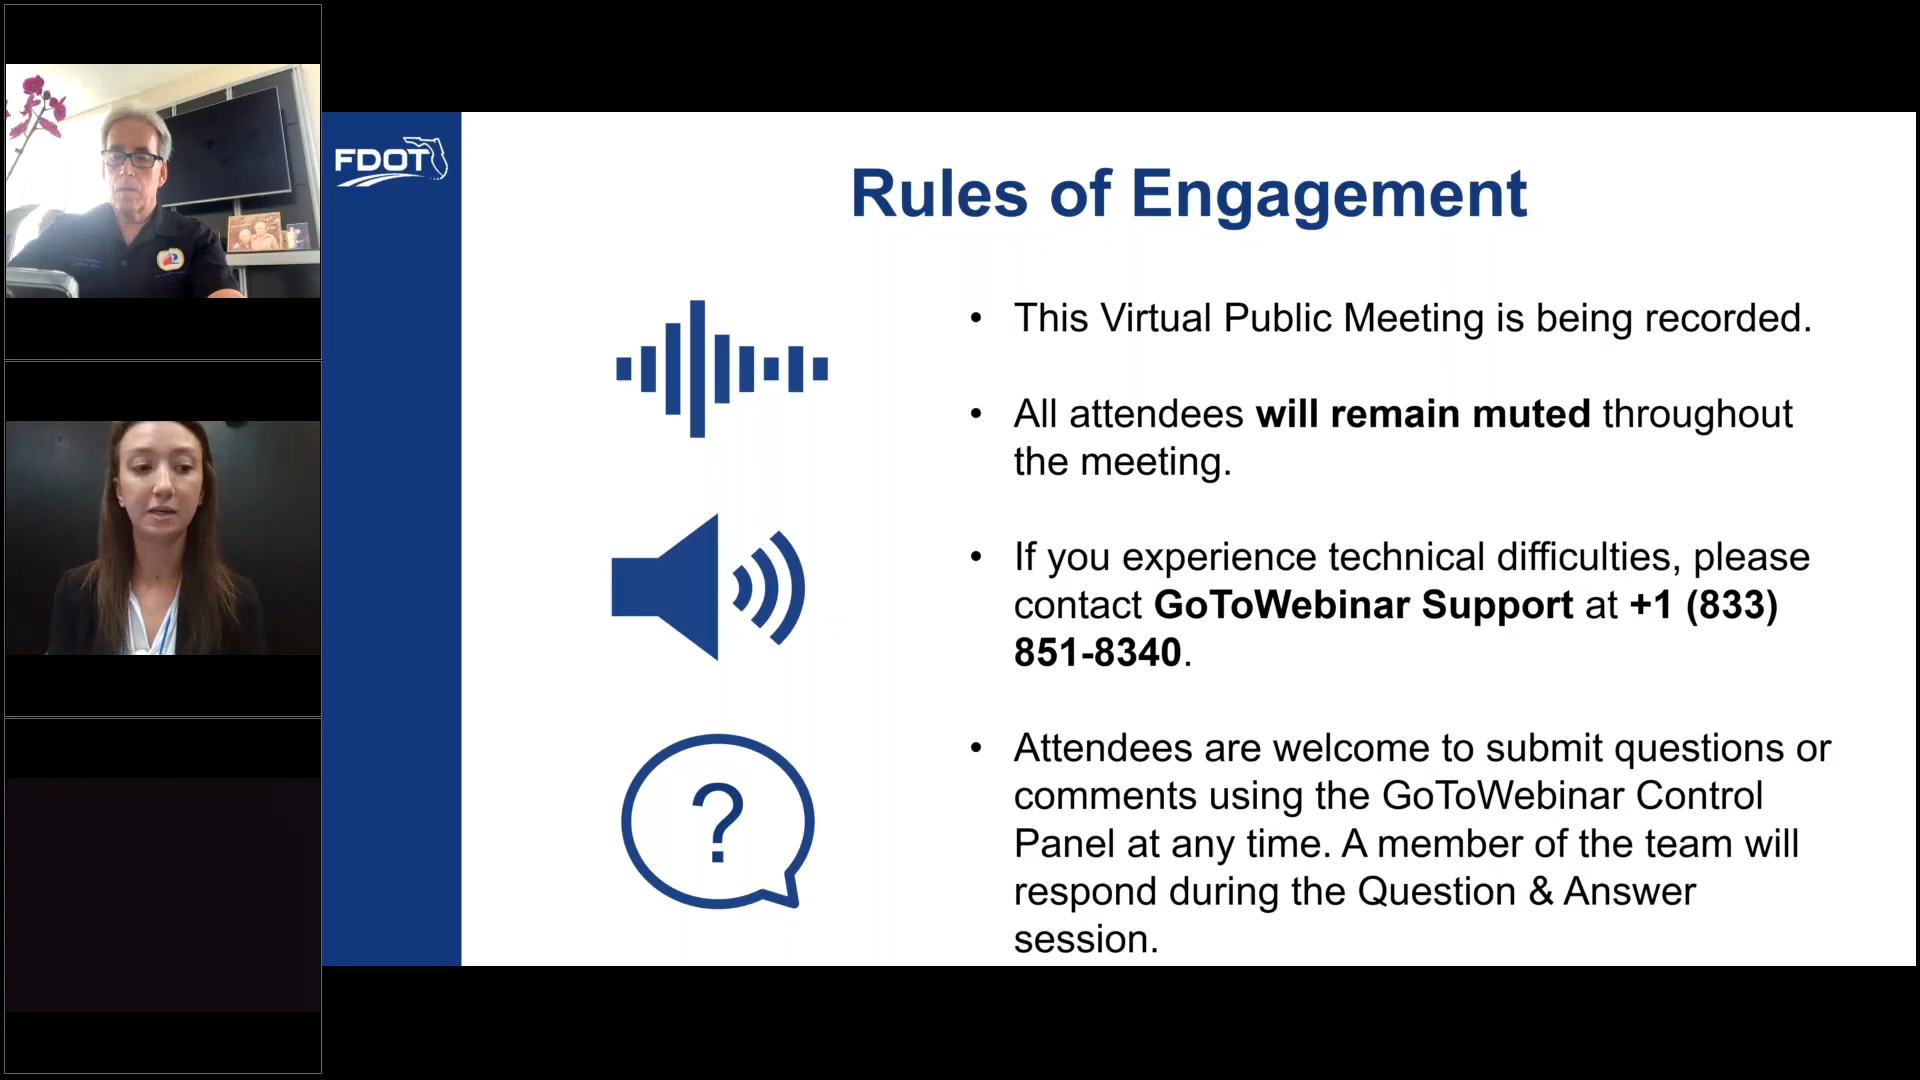 FDOT
Rules of Engagement
• This Virtual Public Meeting is being recorded.
• All attendees will remain muted throughout
the meeting.
• If you experience technical difficulties, please
contact GoToWebinar Support at +1 (833)
851-8340.
?
• Attendees are welcome to submit questions or
comments using the GoToWebinar Control
Panel at any time. A member of the team will
respond during the Question & Answer
session.